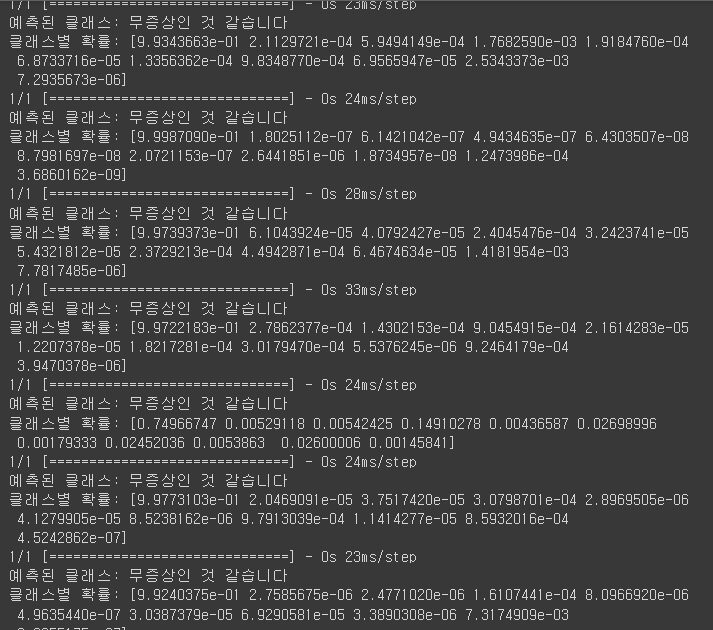 1/1 [==============================] - 0s 23ms/step
예측된 클래스: 무증상인 것 같습니다
클래스별 확률: [9.9343663e-01 2.1129721e-04 5.9494149e-04 1.7682590e-03 1.9184760e-04
6.8733716e-05 1.3356362e-04 9.8348770e-04 6.9565947e-05 2.5343373e-03
7.2935673e-06]
1/1 [==============================] - 0s 24ms/step
예측된 클래스: 무증상인 것 같습니다
클래스별 확률: [9.9987090e-01 1.8025112e-07 6.1421042e-07 4.9434635e-07 6.4303507e-08
8.7981697e-08 2.0721153e-07 2.6441851e-06 1.8734957e-08 1.2473986e-04
3.6860162e-09]
1/1 [==============================] - 0s 28ms/step
예측된 클래스: 무증상인 것 같습니다
클래스별 확률: [9.9739373e-01 6.1043924e-05 4.0792427e-05 2.4045476e-04 3.2423741e-05
5.4321812e-05 2.3729213e-04 4.4942871e-04 6.4674634e-05 1.4181954e-03
7.7817485e-06]
1/1 [==============================] - 0s 33ms/step
예측된 클래스: 무증상인 것 같습니다
클래스별 확률: [9.9722183e-01 2.7862377e-04 1.4302153e-04 9.0454915e-04 2.1614283e-05
1.2207378e-05 1.8217281e-04 3.0179470e-04 5.5376245e-06 9.2464179e-04
3.9470378e-06]
1/1 [==============================] - 0s 24ms/step
예측된 클래스: 무증상인 것 같습니다
클래스별 확률: [0.74966747 0.00529118 0.00542425 0.14910278 0.00436587 0.02698996
0.00179333 0.02452036 0.0053863  0.02600006 0.00145841]
1/1 [==============================] - 0s 24ms/step
예측된 클래스: 무증상인 것 같습니다
클래스별 확률: [9.9773103e-01 2.0469091e-05 3.7517420e-05 3.0798701e-04 2.8969505e-06
4.1279905e-05 8.5238162e-06 9.7913039e-04 1.1414277e-05 8.5932016e-04
4.5242862e-07]
1/1 [==============================] - 0s 23ms/step
예측된 클래스: 무증상인 것 같습니다
클래스별 확률: [9.9240375e-01 2.7585675e-06 2.4771020e-06 1.6107441e-04 8.0966920e-06
4.9635440e-07 3.0387379e-05 6.9290581e-05 3.3890308e-06 7.3174909e-03